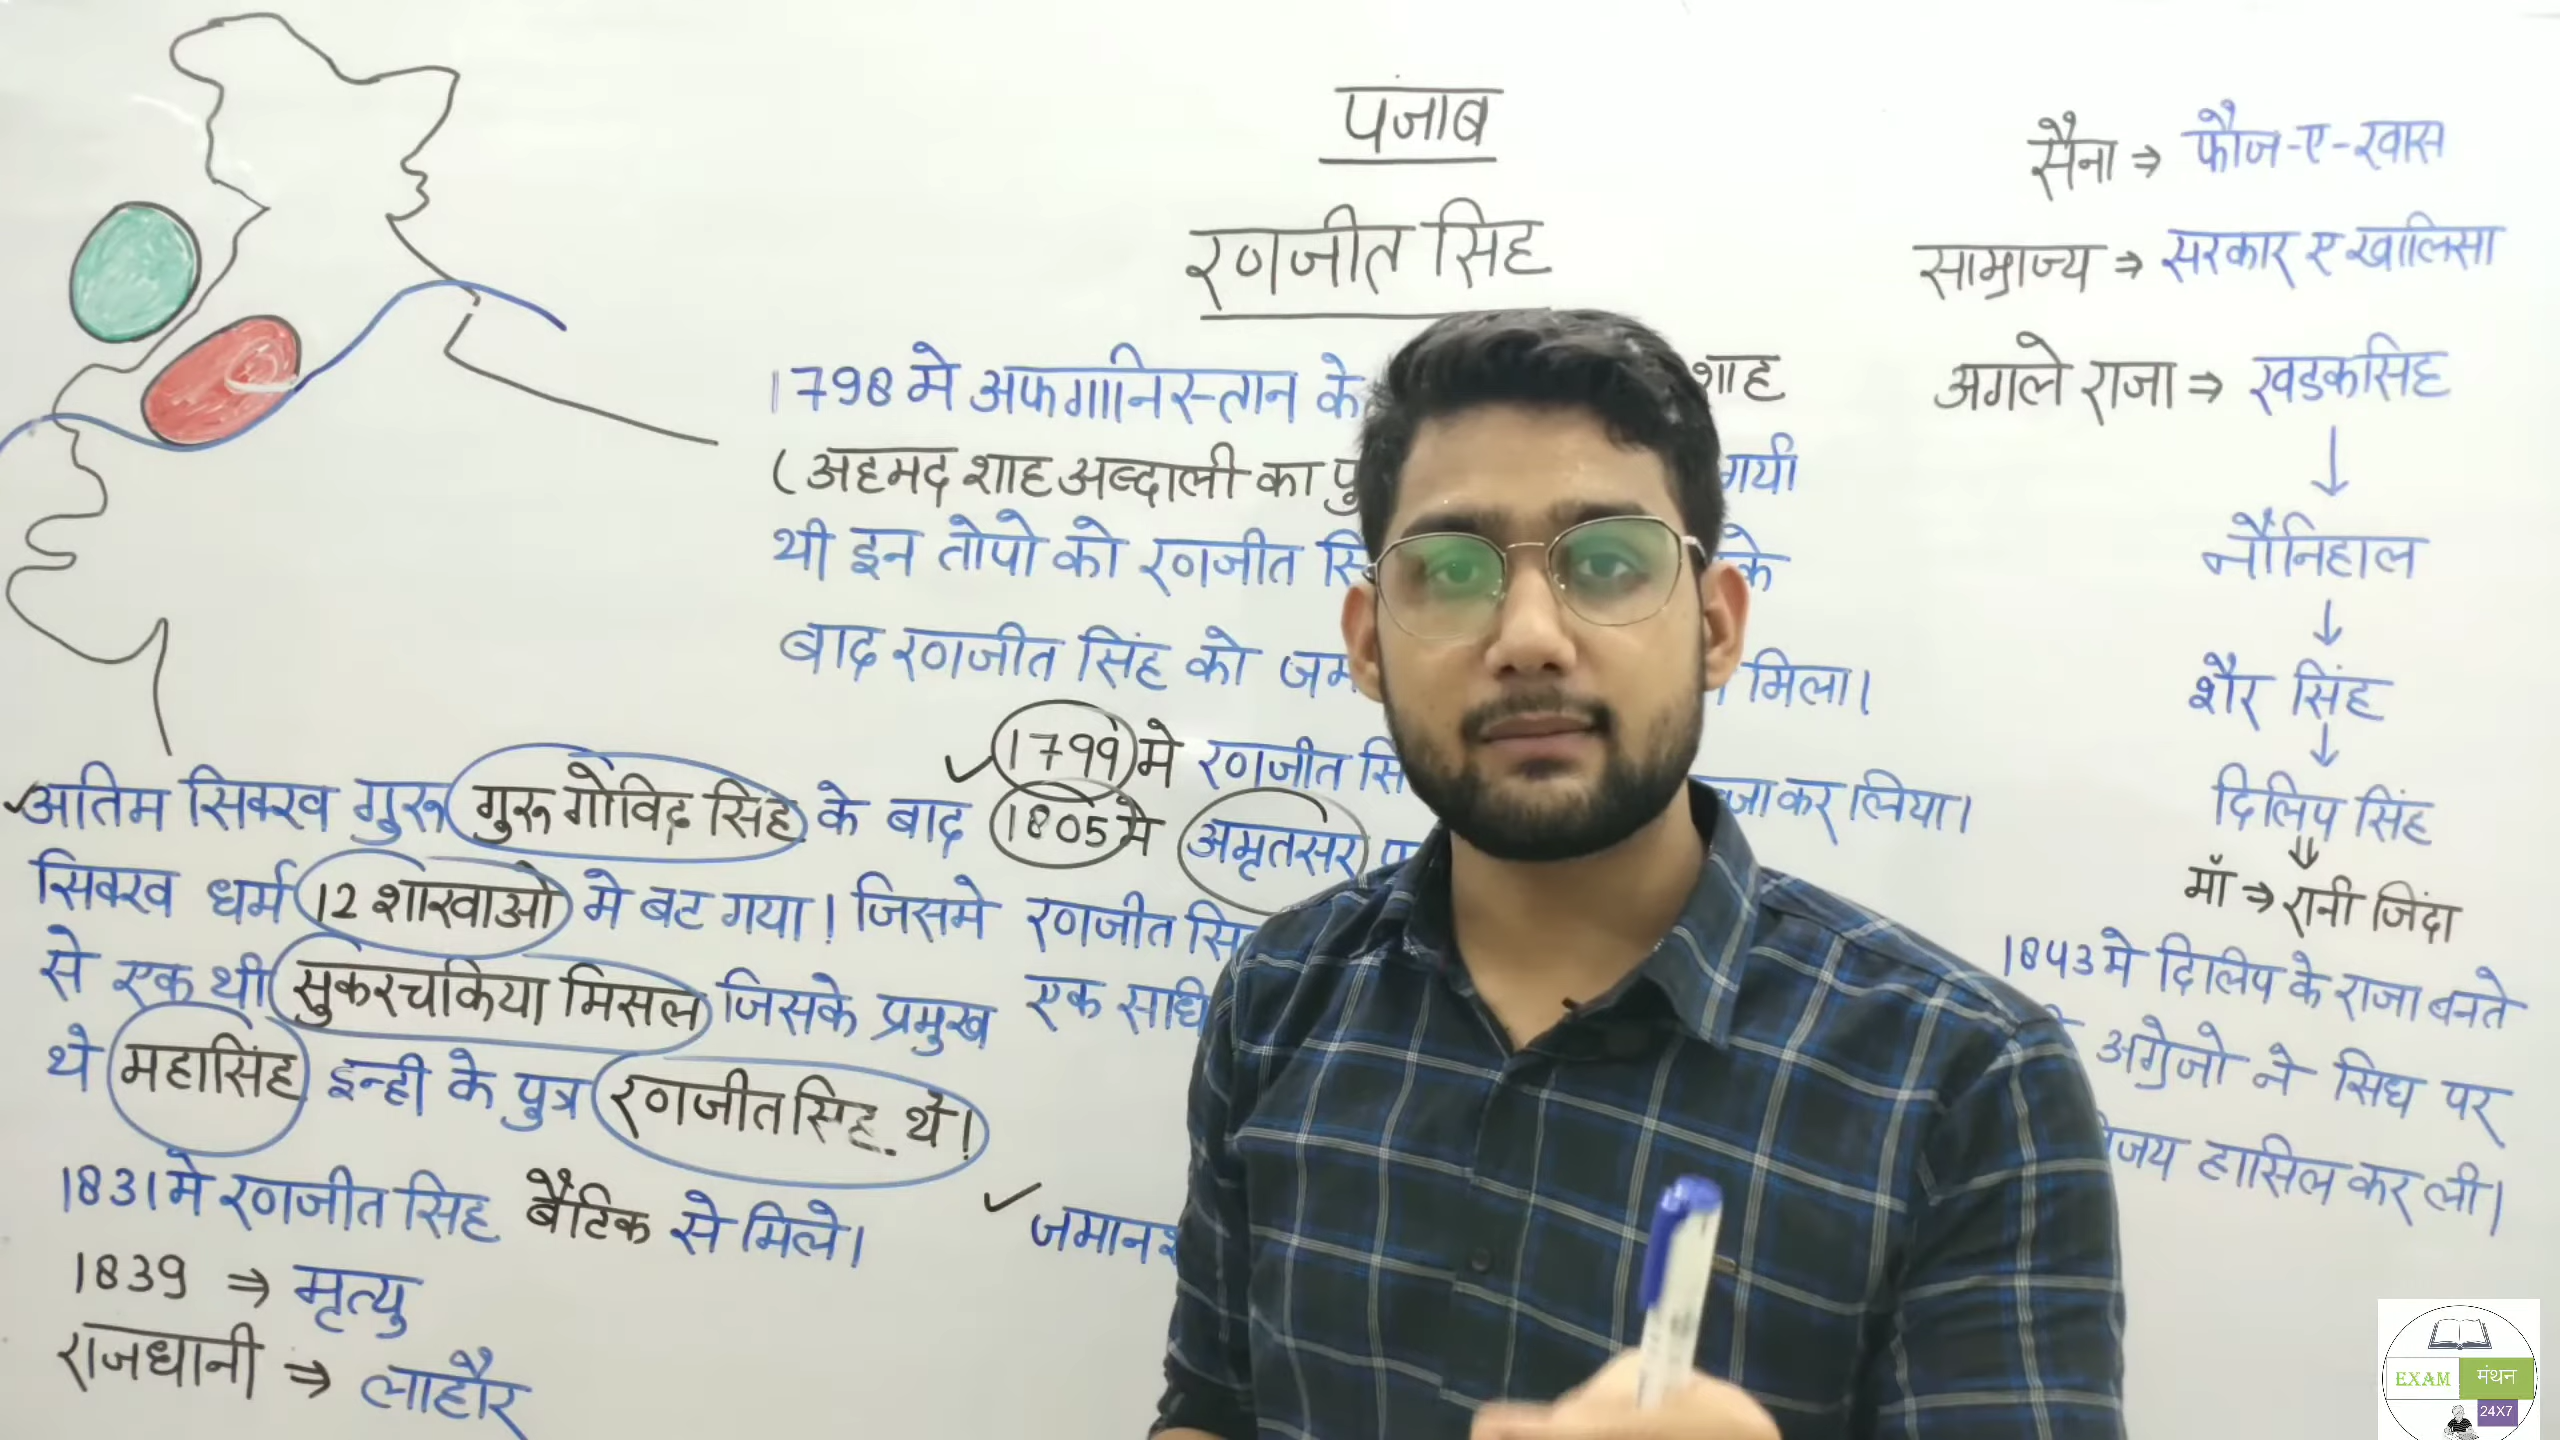 पंजाब
रणजीत सिंह
1798 मे अफगानिस्तान के
शाह
(अहमद शाह अब्दाली का
गयी
थी इन तोपो को रणजीत
के
बाद रणजीत सिंह को
मिला।
1799 मे रणजीत
कर लिया।
1805 मे अमृतसर
रणजीत
एक संधि
अंतिम सिक्ख गुरू गुरू गोविंद सिंह के बाद
सिक्ख धर्म 12 शाखाओ मे बट गया! जिसमे
से एक थी सुकरचकिया मिसल जिसके प्रमुख
थे महासिंह इन्ही के पुत्र रणजीत सिंह थे!
1831 मे रणजीत सिंह बैंटिक से मिले।
1839 ⇒ मृत्यु
राजधानी ⇒ लाहौर
जमान
सैना ⇒ फौज-ए-खास
साम्राज्य ⇒ सरकार ए खालिसा
अगले राजा ⇒ खडकसिंह
↓
नौनिहाल
↓
शैर सिंह
↓
दिलिप सिंह
⇓
माँ ⇒ रानी जिंदा
1843 मे दिलिप के राजा बनते
अंग्रेजो ने सिंध पर
हासिल कर ली।
EXAM मंथन
24X7